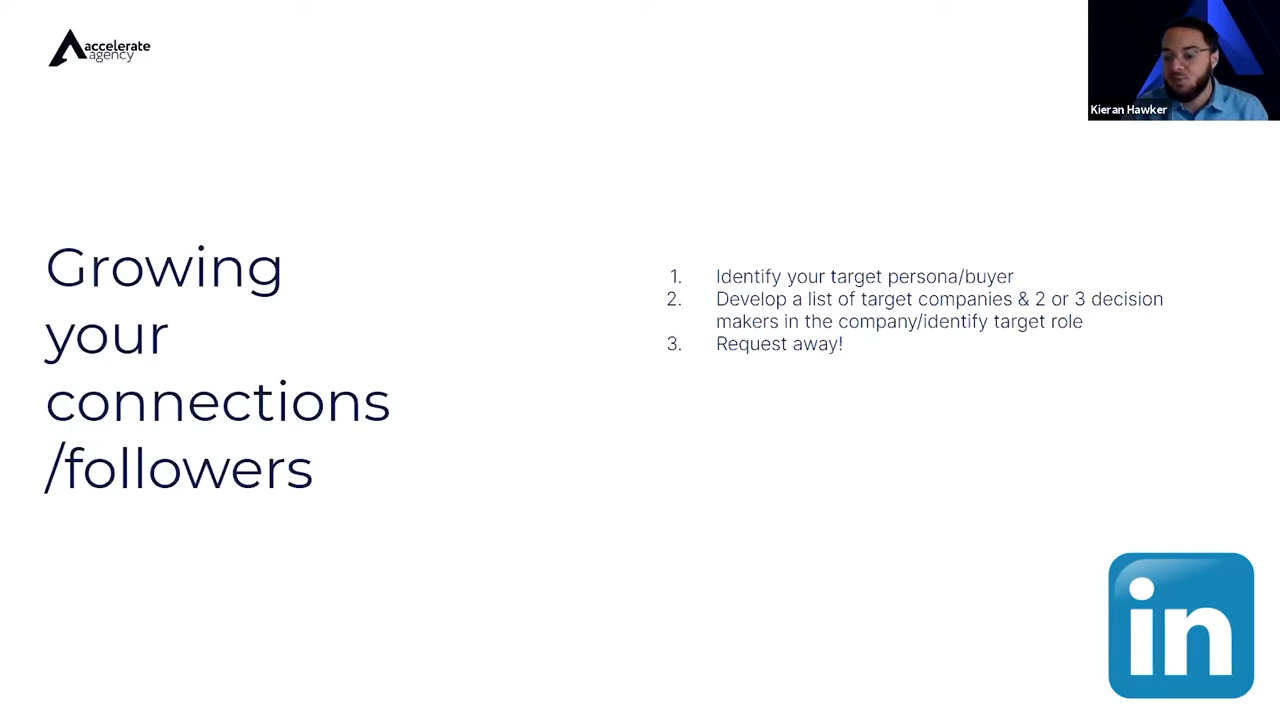 accelerate
agency
Kieran Hawker
Growing
your
connections
/followers
1. Identify your target persona/buyer
2. Develop a list of target companies & 2 or 3 decision
makers in the company/identify target role
3. Request away!
in